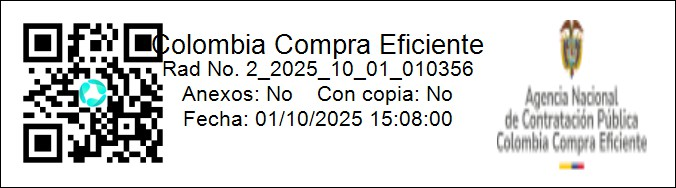 Colombia Compra Eficiente
Rad No. 2_2025_10_01_010356
Anexos: No    Con copia: No
Fecha: 01/10/2025 15:08:00
Agencia Nacional
de Contratación Pública
Colombia Compra Eficiente